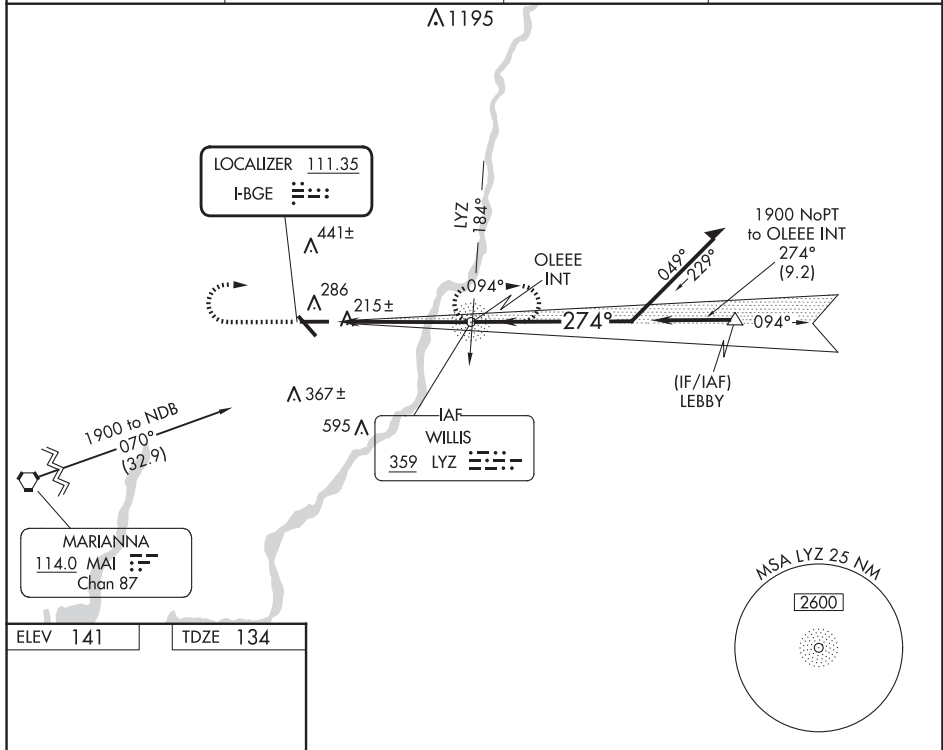 1195
LOCALIZER 111.35
I-BGE
441±
286
215±
LYZ
184°
OLEEE
INT
094°
049°
229°
1900 NoPT
to OLEEE INT
274°
(9.2)
274°
094°
(IF/IAF)
LEBBY
367±
595
IAF
WILLIS
359 LYZ
1900 to NDB
070°
(32.9)
MARIANNA
114.0 MAI
Chan 87
MSA LYZ 25 NM
2600
ELEV 141
TDZE 134